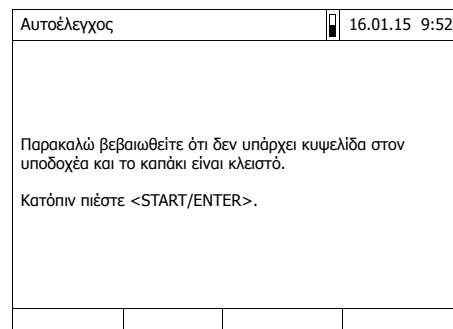 Αυτοέλεγχος 16.01.15 9:52
Παρακαλώ βεβαιωθείτε ότι δεν υπάρχει κυψελίδα στον
υποδοχέα και το καπάκι είναι κλειστό.
Κατόπιν πιέστε <START/ENTER>.